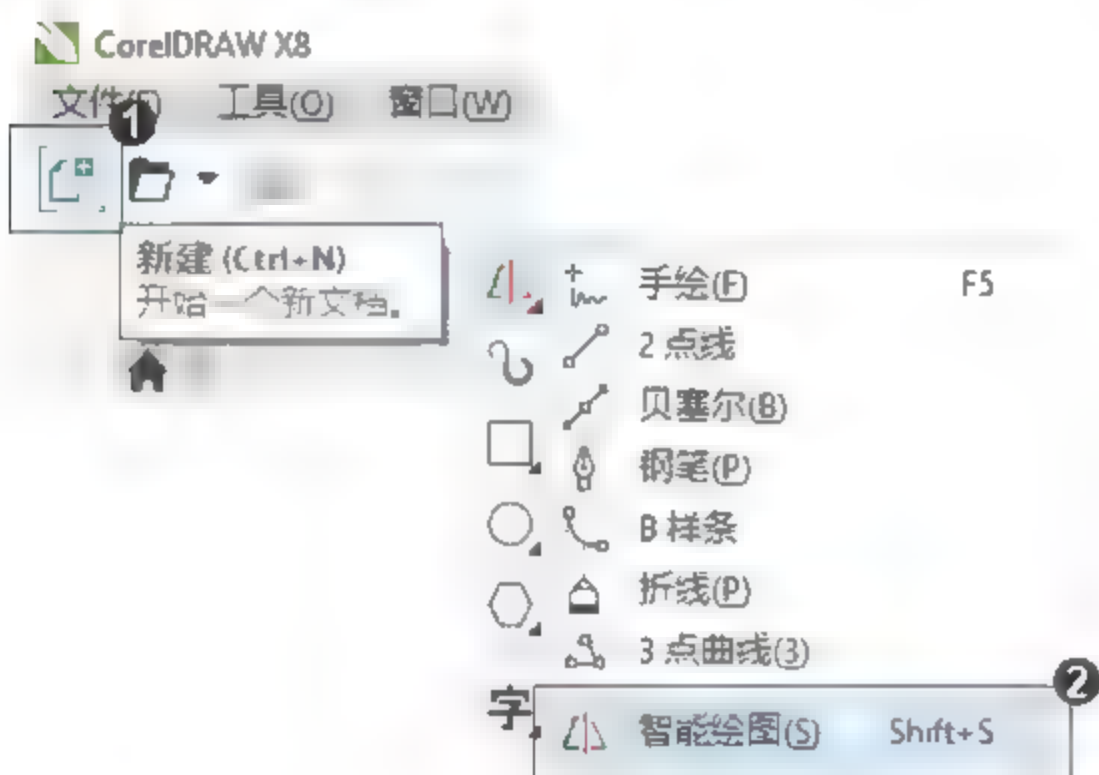 CorelDRAW X8
文件(F) 工具(O) 窗口(W)
1
新建 (Ctrl+N)
开始一个新文档。
手绘(F) F5
2 点线
贝塞尔(B)
钢笔(P)
B 样条
折线(P)
3 点曲线(3)
2
字 智能绘图(S) Shift+S